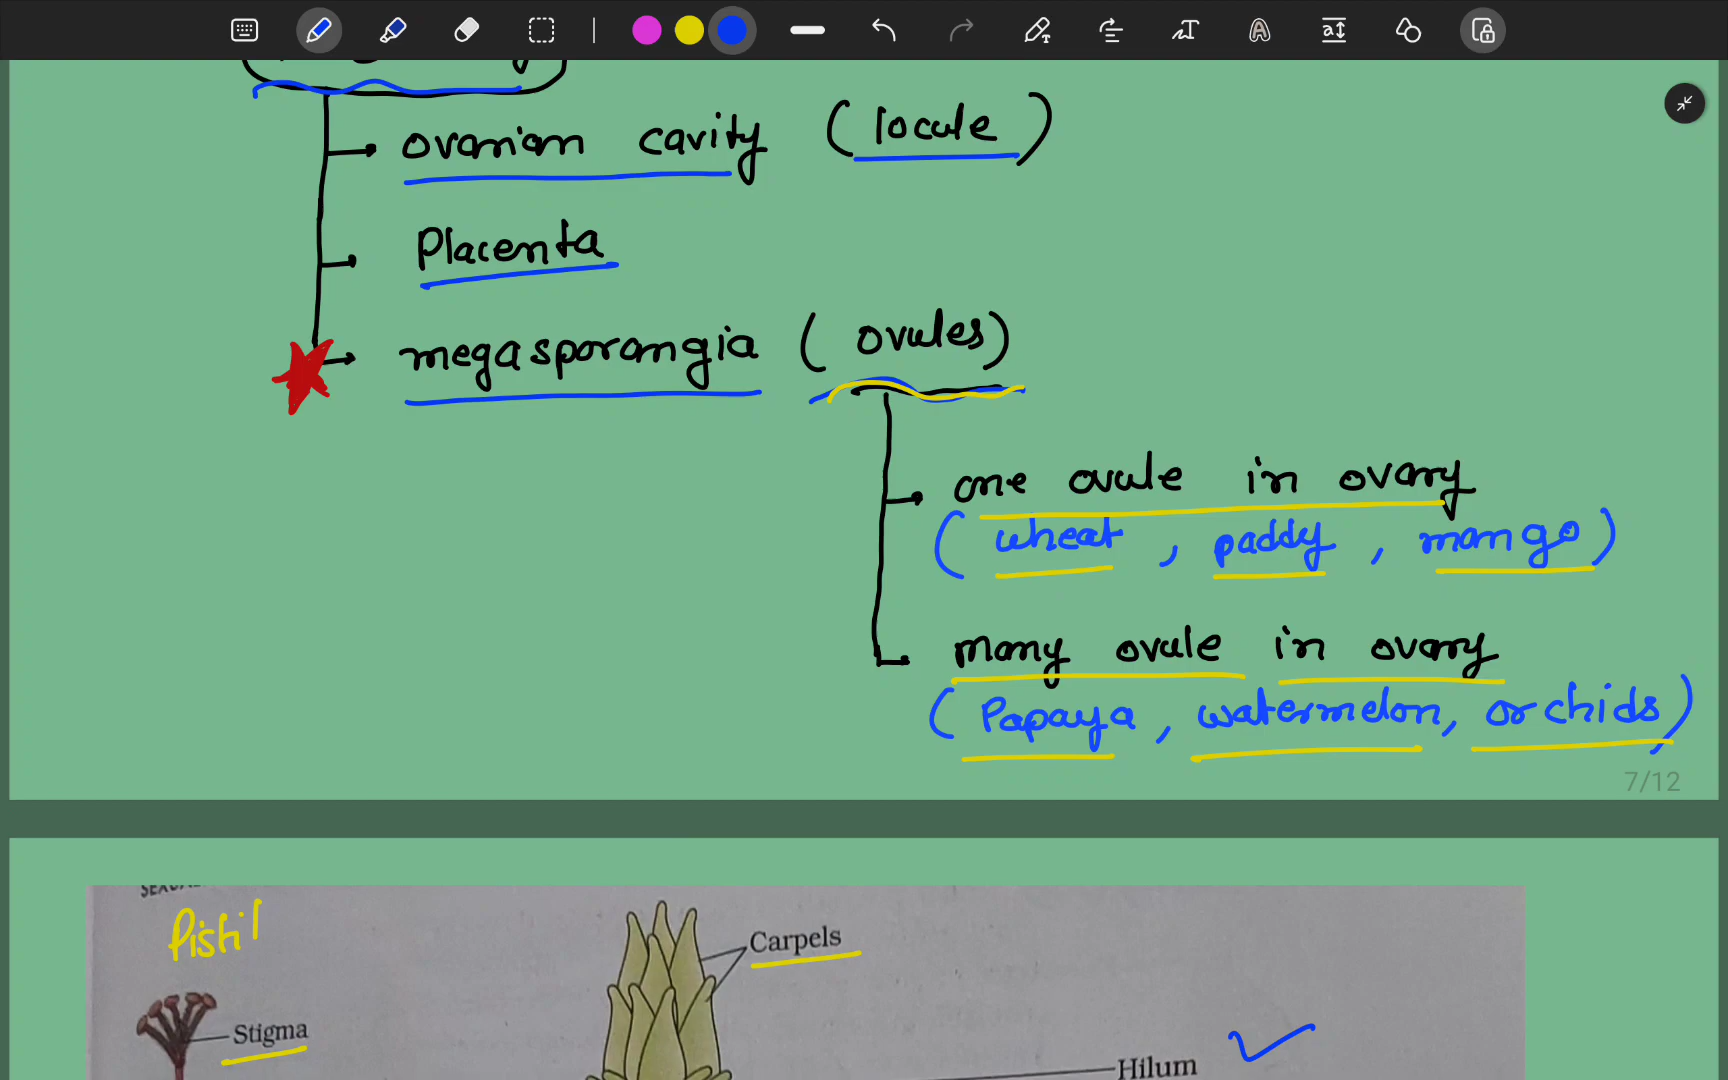 ovarian cavity (locule)
Placenta
megasporangia (ovules)
one ovule in ovary
(wheat, paddy, mango)
many ovule in ovary
(Papaya, watermelon, orchids)
7/12
Pistil
Carpels
Stigma
Hilum